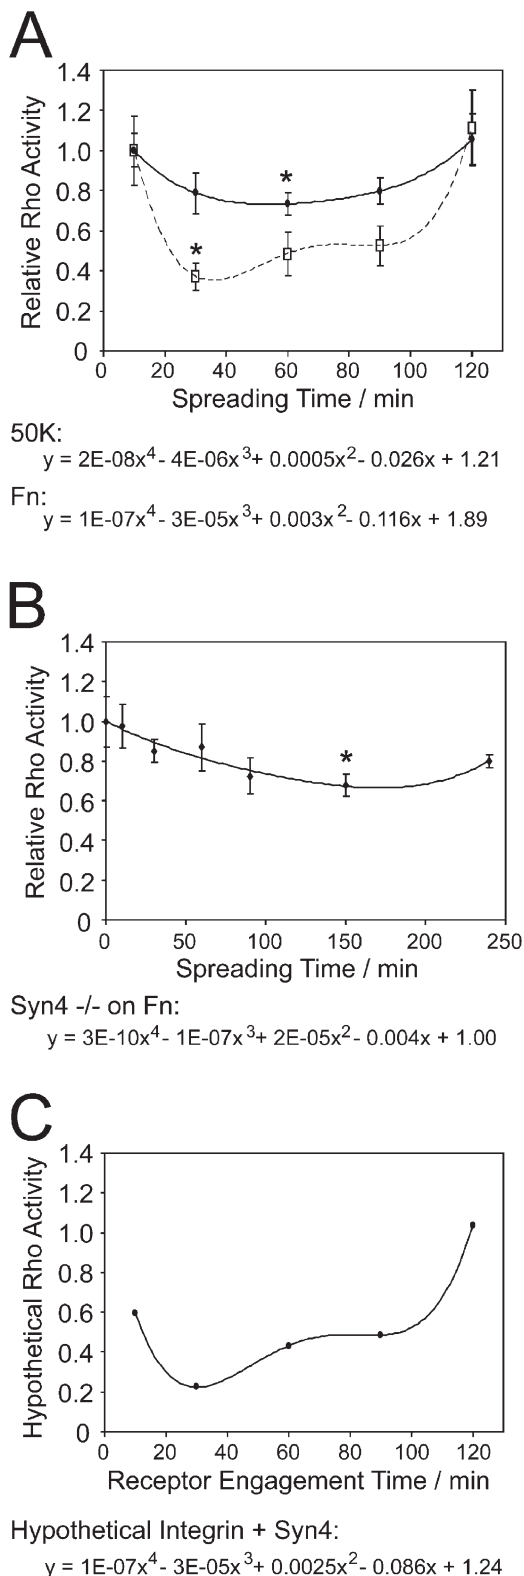 A
1.4
1.2
1.0
0.8
0.6
0.4
0.2
0
Relative Rho Activity
*
*
0 20 40 60 80 100 120
Spreading Time / min
50K:
y = 2E-08x4 - 4E-06x3 + 0.0005x2 - 0.026x + 1.21
Fn:
y = 1E-07x4 - 3E-05x3 + 0.003x2 - 0.116x + 1.89
B
1.4
1.2
1.0
0.8
0.6
0.4
0.2
0
Relative Rho Activity
*
0 50 100 150 200 250
Spreading Time / min
Syn4 -/- on Fn:
y = 3E-10x4 - 1E-07x3 + 2E-05x2 - 0.004x + 1.00
C
1.4
1.2
1.0
0.8
0.6
0.4
0.2
0
Hypothetical Rho Activity
0 20 40 60 80 100 120
Receptor Engagement Time / min
Hypothetical Integrin + Syn4:
y = 1E-07x4 - 3E-05x3 + 0.0025x2 - 0.086x + 1.24